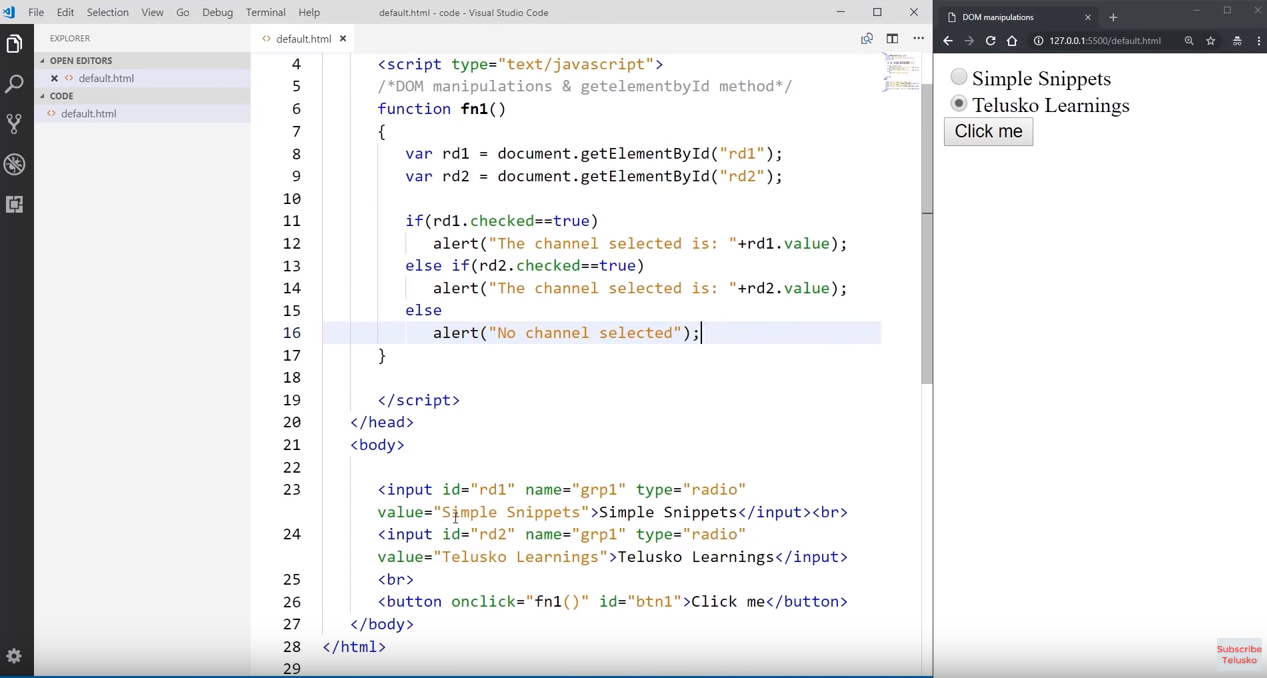 File Edit Selection View Go Debug Terminal Help default.html - code - Visual Studio Code
EXPLORER
OPEN EDITORS
default.html
CODE
default.html
default.html
4 <script type="text/javascript">
5 /*DOM manipulations & getelementbyId method*/
6 function fn1()
7 {
8 var rd1 = document.getElementById("rd1");
9 var rd2 = document.getElementById("rd2");
10
11 if(rd1.checked==true)
12 alert("The channel selected is: "+rd1.value);
13 else if(rd2.checked==true)
14 alert("The channel selected is: "+rd2.value);
15 else
16 alert("No channel selected");
17 }
18
19 </script>
20 </head>
21 <body>
22
23 <input id="rd1" name="grp1" type="radio"
value="Simple Snippets">Simple Snippets</input><br>
24 <input id="rd2" name="grp1" type="radio"
value="Telusko Learnings">Telusko Learnings</input>
25 <br>
26 <button onclick="fn1()" id="btn1">Click me</button>
27 </body>
28 </html>
29
DOM manipulations
127.0.0.1:5500/default.html
Simple Snippets
Telusko Learnings
Click me
Subscribe
Telusko